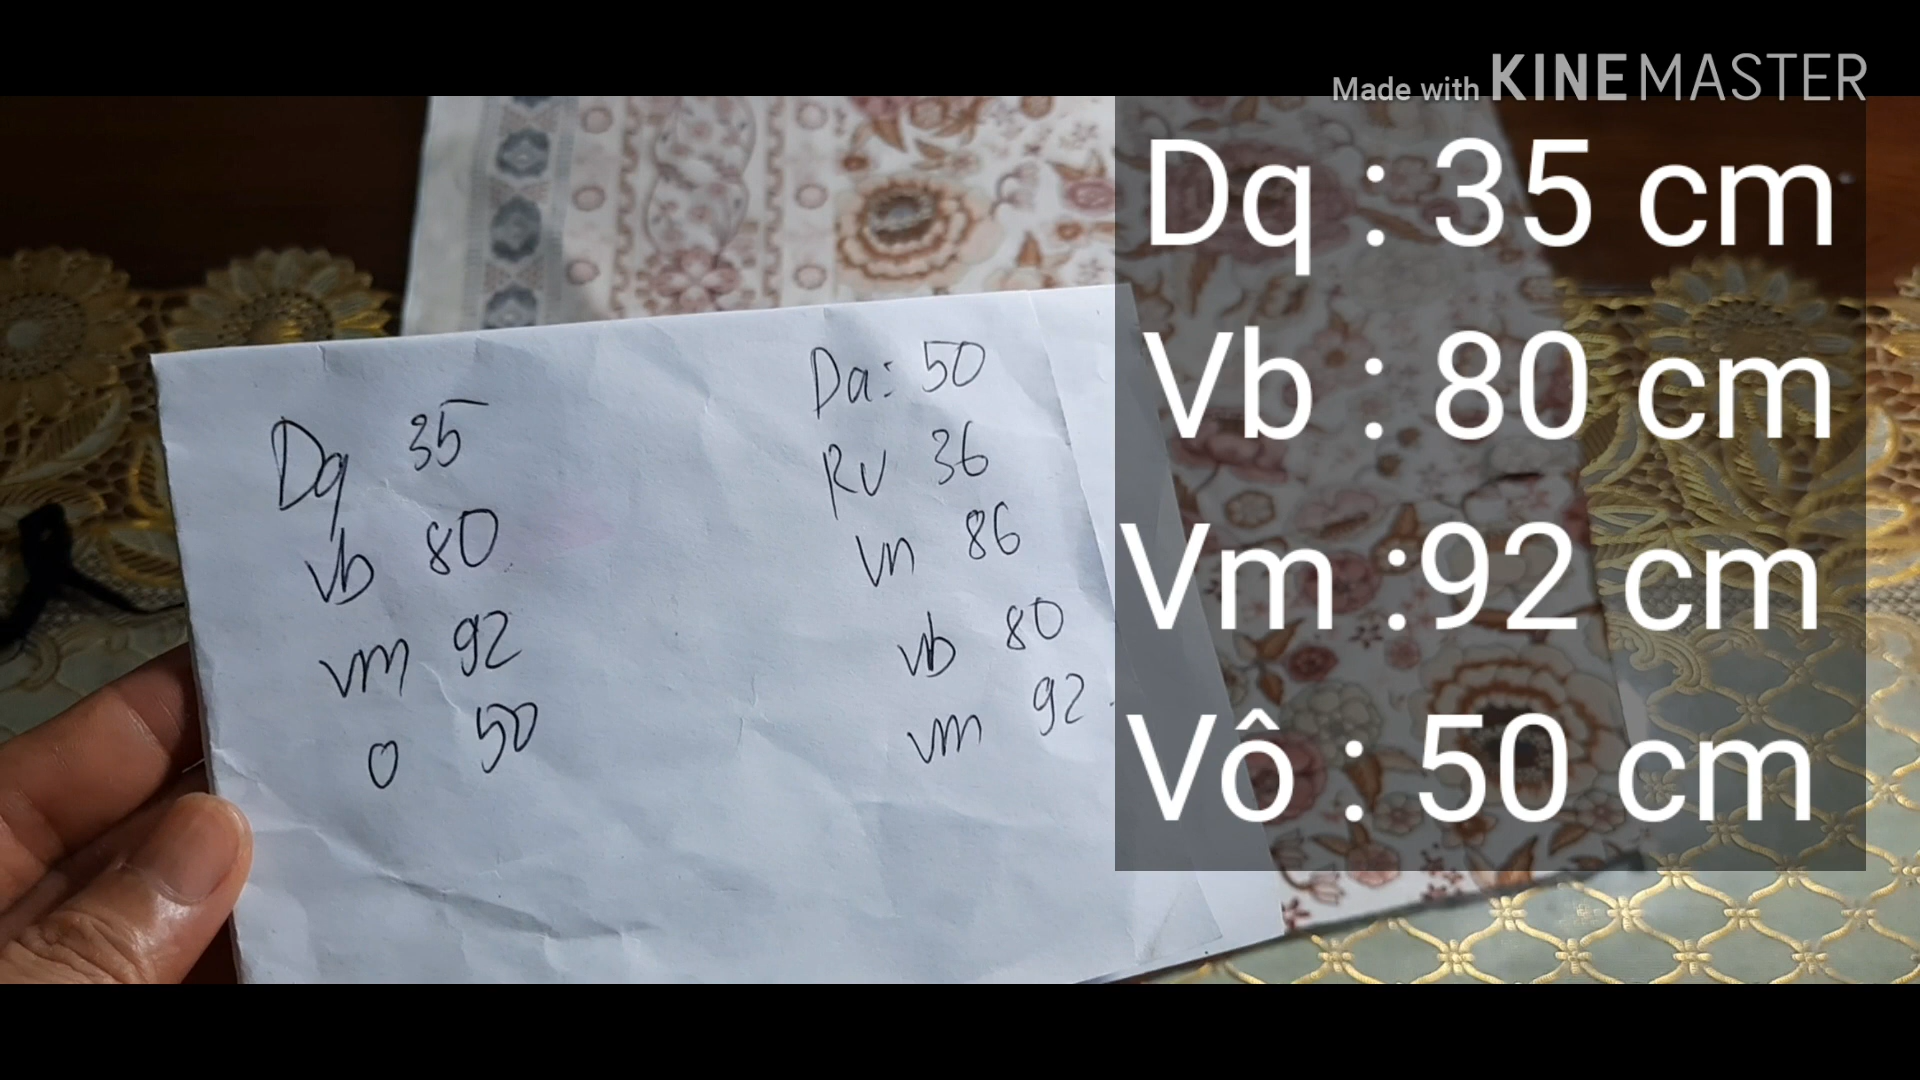 Made with KINEMASTER
Dq : 35 cm
Vb : 80 cm
Vm :92 cm
Vô : 50 cm
Dq 35
vb 80
vm 92
o 50
Da: 50
RV 36
vn 86
vb 80
vm 92